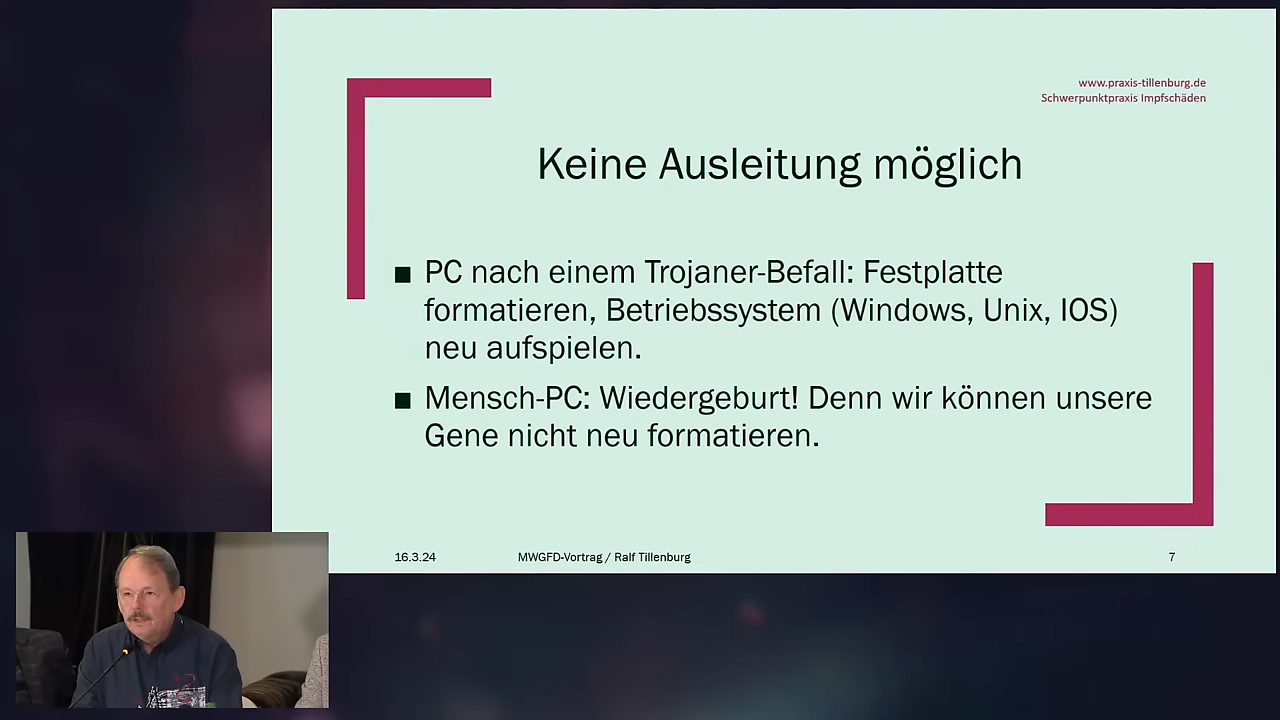 www.praxis-tillenburg.de
Schwerpunktpraxis Impfschäden
Keine Ausleitung möglich
PC nach einem Trojaner-Befall: Festplatte
formatieren, Betriebssystem (Windows, Unix, IOS)
neu aufspielen.
Mensch-PC: Wiedergeburt! Denn wir können unsere
Gene nicht neu formatieren.
16.3.24
MWGFD-Vortrag / Ralf Tillenburg
7